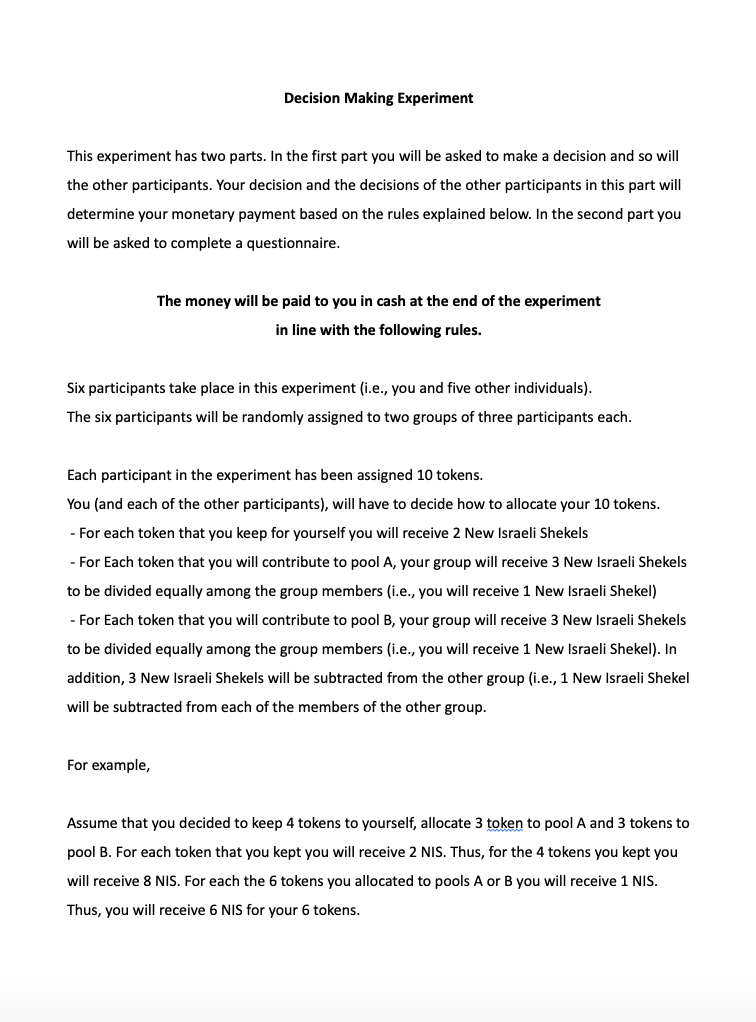 Decision Making Experiment
This experiment has two parts. In the first part you will be asked to make a decision and so will
the other participants. Your decision and the decisions of the other participants in this part will
determine your monetary payment based on the rules explained below. In the second part you
will be asked to complete a questionnaire.
The money will be paid to you in cash at the end of the experiment
in line with the following rules.
Six participants take place in this experiment (i.e., you and five other individuals).
The six participants will be randomly assigned to two groups of three participants each.
Each participant in the experiment has been assigned 10 tokens.
You (and each of the other participants), will have to decide how to allocate your 10 tokens.
- For each token that you keep for yourself you will receive 2 New Israeli Shekels
- For Each token that you will contribute to pool A, your group will receive 3 New Israeli Shekels
to be divided equally among the group members (i.e., you will receive 1 New Israeli Shekel)
- For Each token that you will contribute to pool B, your group will receive 3 New Israeli Shekels
to be divided equally among the group members (i.e., you will receive 1 New Israeli Shekel). In
addition, 3 New Israeli Shekels will be subtracted from the other group (i.e., 1 New Israeli Shekel
will be subtracted from each of the members of the other group.
For example,
Assume that you decided to keep 4 tokens to yourself, allocate 3 token to pool A and 3 tokens to
pool B. For each token that you kept you will receive 2 NIS. Thus, for the 4 tokens you kept you
will receive 8 NIS. For each the 6 tokens you allocated to pools A or B you will receive 1 NIS.
Thus, you will receive 6 NIS for your 6 tokens.